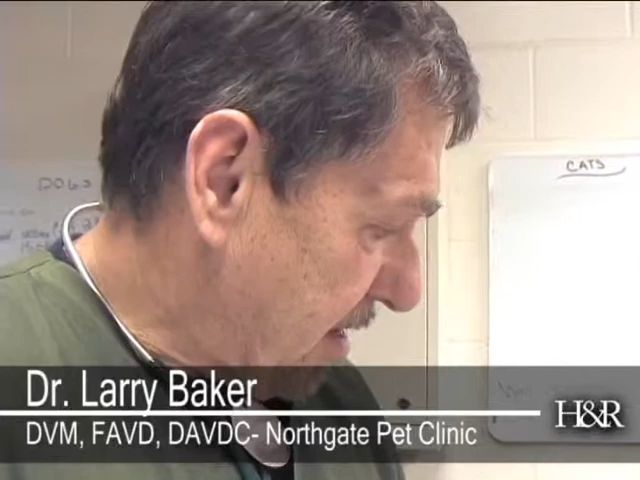 CATS
DOGS
Dr. Larry Baker
H&R
DVM, FAVD, DAVDC- Northgate Pet Clinic